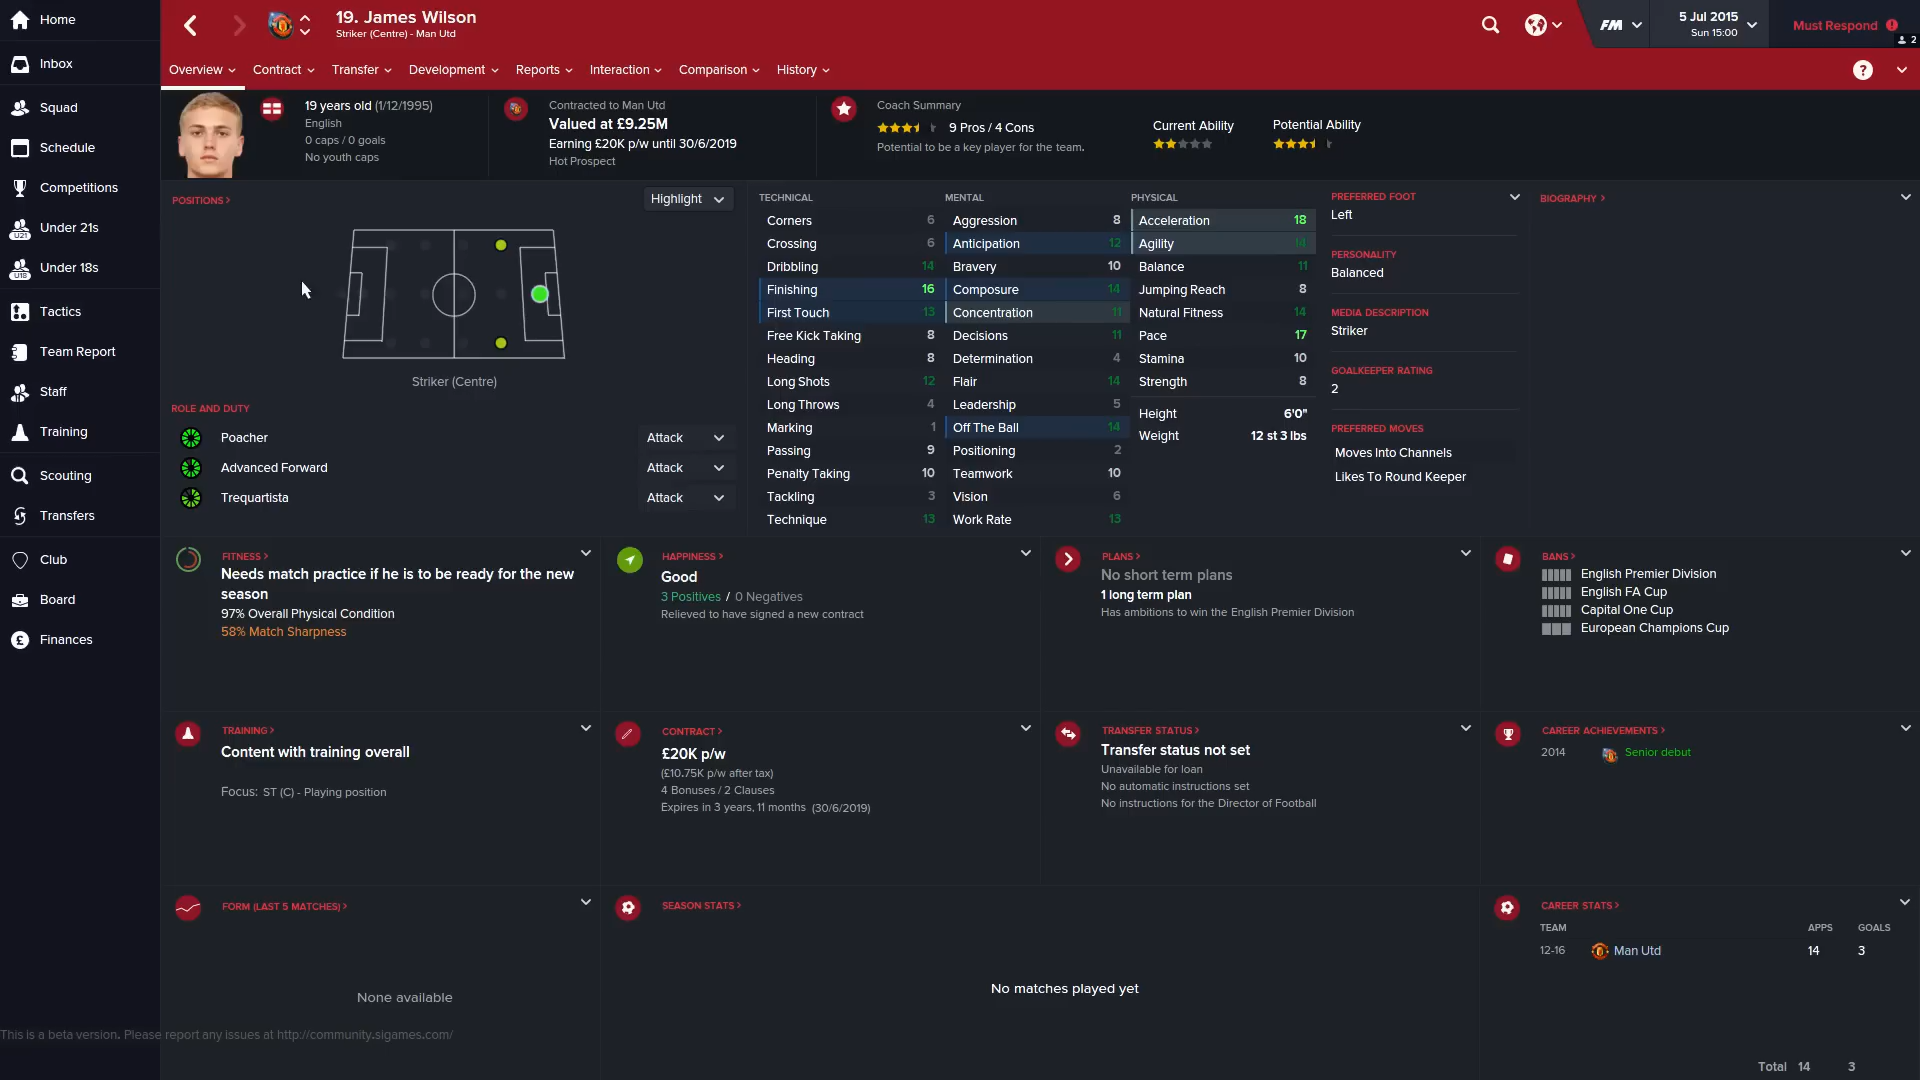 Home
Inbox
Squad
Schedule
Competitions
Under 21s
Under 18s
Tactics
Team Report
Staff
Training
Scouting
Transfers
Club
Board
Finances
19. James Wilson
Striker (Centre) - Man Utd
FM
5 Jul 2015
Sun 15:00
Must Respond
2
Overview
Contract
Transfer
Development
Reports
Interaction
Comparison
History
?
19 years old (1/12/1995)
English
0 caps / 0 goals
No youth caps
Contracted to Man Utd
Valued at £9.25M
Earning £20K p/w until 30/6/2019
Hot Prospect
Coach Summary
9 Pros / 4 Cons
Potential to be a key player for the team.
Current Ability
Potential Ability
POSITIONS >
Highlight
Striker (Centre)
ROLE AND DUTY
Poacher Attack
Advanced Forward Attack
Trequartista Attack
TECHNICAL
Corners 6
Crossing 6
Dribbling 14
Finishing 16
First Touch 13
Free Kick Taking 8
Heading 8
Long Shots 12
Long Throws 4
Marking 1
Passing 9
Penalty Taking 10
Tackling 3
Technique 13
MENTAL
Aggression 8
Anticipation 12
Bravery 10
Composure 14
Concentration 11
Decisions 11
Determination 4
Flair 14
Leadership 5
Off The Ball 14
Positioning 2
Teamwork 10
Vision 6
Work Rate 13
PHYSICAL
Acceleration 18
Agility
Balance 11
Jumping Reach 8
Natural Fitness 14
Pace 17
Stamina 10
Strength 8
Height 6'0"
Weight 12 st 3 lbs
PREFERRED FOOT
Left
PERSONALITY
Balanced
MEDIA DESCRIPTION
Striker
GOALKEEPER RATING
2
PREFERRED MOVES
Moves Into Channels
Likes To Round Keeper
BIOGRAPHY >
FITNESS >
Needs match practice if he is to be ready for the new
season
97% Overall Physical Condition
58% Match Sharpness
HAPPINESS >
Good
3 Positives / 0 Negatives
Relieved to have signed a new contract
PLANS >
No short term plans
1 long term plan
Has ambitions to win the English Premier Division
BANS >
English Premier Division
English FA Cup
Capital One Cup
European Champions Cup
TRAINING >
Content with training overall
Focus: ST (C) - Playing position
CONTRACT >
£20K p/w
(£10.75K p/w after tax)
4 Bonuses / 2 Clauses
Expires in 3 years, 11 months (30/6/2019)
TRANSFER STATUS >
Transfer status not set
Unavailable for loan
No automatic instructions set
No instructions for the Director of Football
CAREER ACHIEVEMENTS >
2014 Senior debut
FORM (LAST 5 MATCHES) >
None available
SEASON STATS >
No matches played yet
CAREER STATS >
TEAM APPS GOALS
12-16 Man Utd 14 3
Total 14 3
This is a beta version. Please report any issues at http://community.sigames.com/